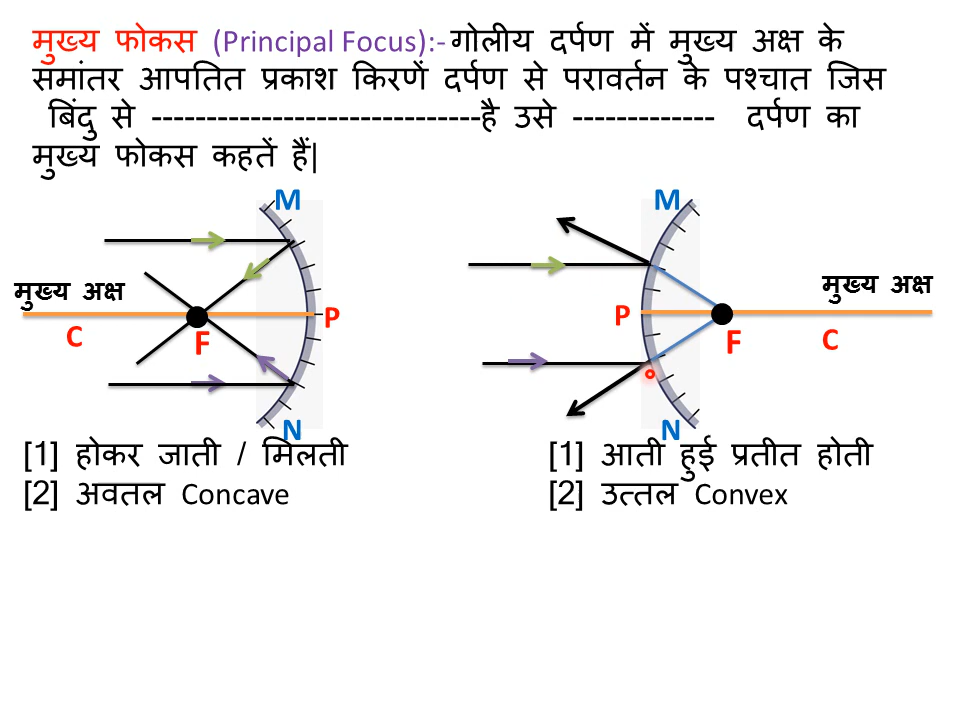 मुख्य फोकस (Principal Focus):- गोलीय दर्पण में मुख्य अक्ष के
समांतर आपतित प्रकाश किरणें दर्पण से परावर्तन के पश्चात जिस
बिंदु से ------------------------------है उसे ------------- दर्पण का
मुख्य फोकस कहतें हैं|
M
M
मुख्य अक्ष
P
C
F
मुख्य अक्ष
P
F
C
N
N
[1] होकर जाती / मिलती
[2] अवतल Concave
[1] आती हुई प्रतीत होती
[2] उत्तल Convex